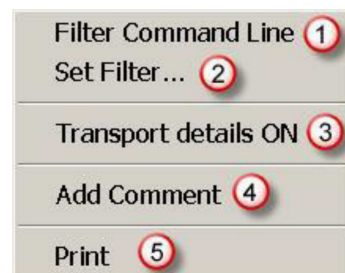 Filter Command Line 1
Set Filter... 2
Transport details ON 3
Add Comment 4
Print 5